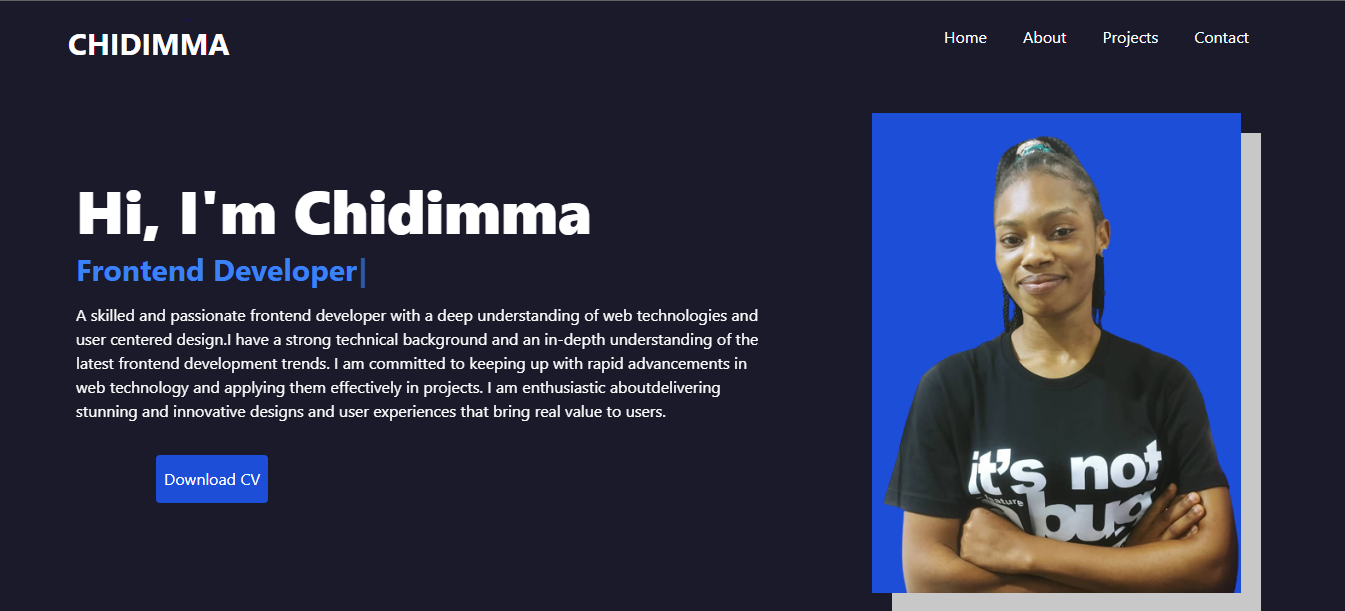 CHIDIMMA
Home About Projects Contact
Hi, I'm Chidimma
Frontend Developer|
A skilled and passionate frontend developer with a deep understanding of web technologies and
user centered design.I have a strong technical background and an in-depth understanding of the
latest frontend development trends. I am committed to keeping up with rapid advancements in
web technology and applying them effectively in projects. I am enthusiastic aboutdelivering
stunning and innovative designs and user experiences that bring real value to users.
Download CV
it's not
bug